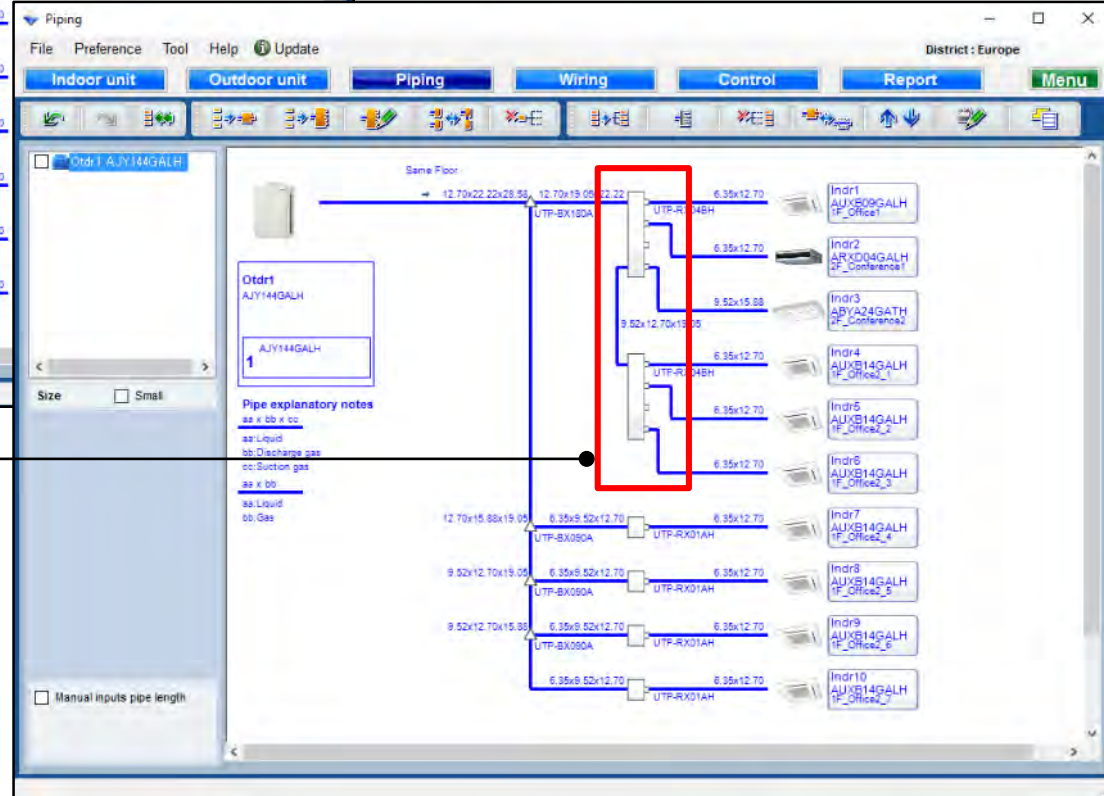 Piping
File Preference Tool Help Update
District : Europe
Indoor unit Outdoor unit Piping Wiring Control Report Menu
Otdr1 AJY144GALH
Size Small
Manual inputs pipe length
Same Floor
12.70x22.22x28.58
12.70x19.05x22.22
UTP-BX180A
UTP-RX04BH
6.35x12.70
Indr1
AUXB09GALH
1F_Office1
6.35x12.70
Indr2
ARXD04GALH
2F_Conference1
Otdr1
AJY144GALH
AJY144GALH
1
9.52x15.88
Indr3
ABYA24GATH
2F_Conference2
9.52x12.70x19.05
UTP-RX04BH
6.35x12.70
Indr4
AUXB14GALH
1F_Office2_1
Pipe explanatory notes
aa x bb x cc
aa:Liquid
bb:Discharge gas
cc:Suction gas
aa x bb
aa:Liquid
bb:Gas
6.35x12.70
Indr5
AUXB14GALH
1F_Office2_2
6.35x12.70
Indr6
AUXB14GALH
1F_Office2_3
12.70x15.88x19.05
6.35x9.52x12.70
UTP-BX090A
UTP-RX01AH
6.35x12.70
Indr7
AUXB14GALH
1F_Office2_4
9.52x12.70x19.05
6.35x9.52x12.70
UTP-BX090A
UTP-RX01AH
6.35x12.70
Indr8
AUXB14GALH
1F_Office2_5
9.52x12.70x15.88
6.35x9.52x12.70
UTP-BX090A
UTP-RX01AH
6.35x12.70
Indr9
AUXB14GALH
1F_Office2_6
6.35x9.52x12.70
UTP-RX01AH
6.35x12.70
Indr10
AUXB14GALH
1F_Office2_7